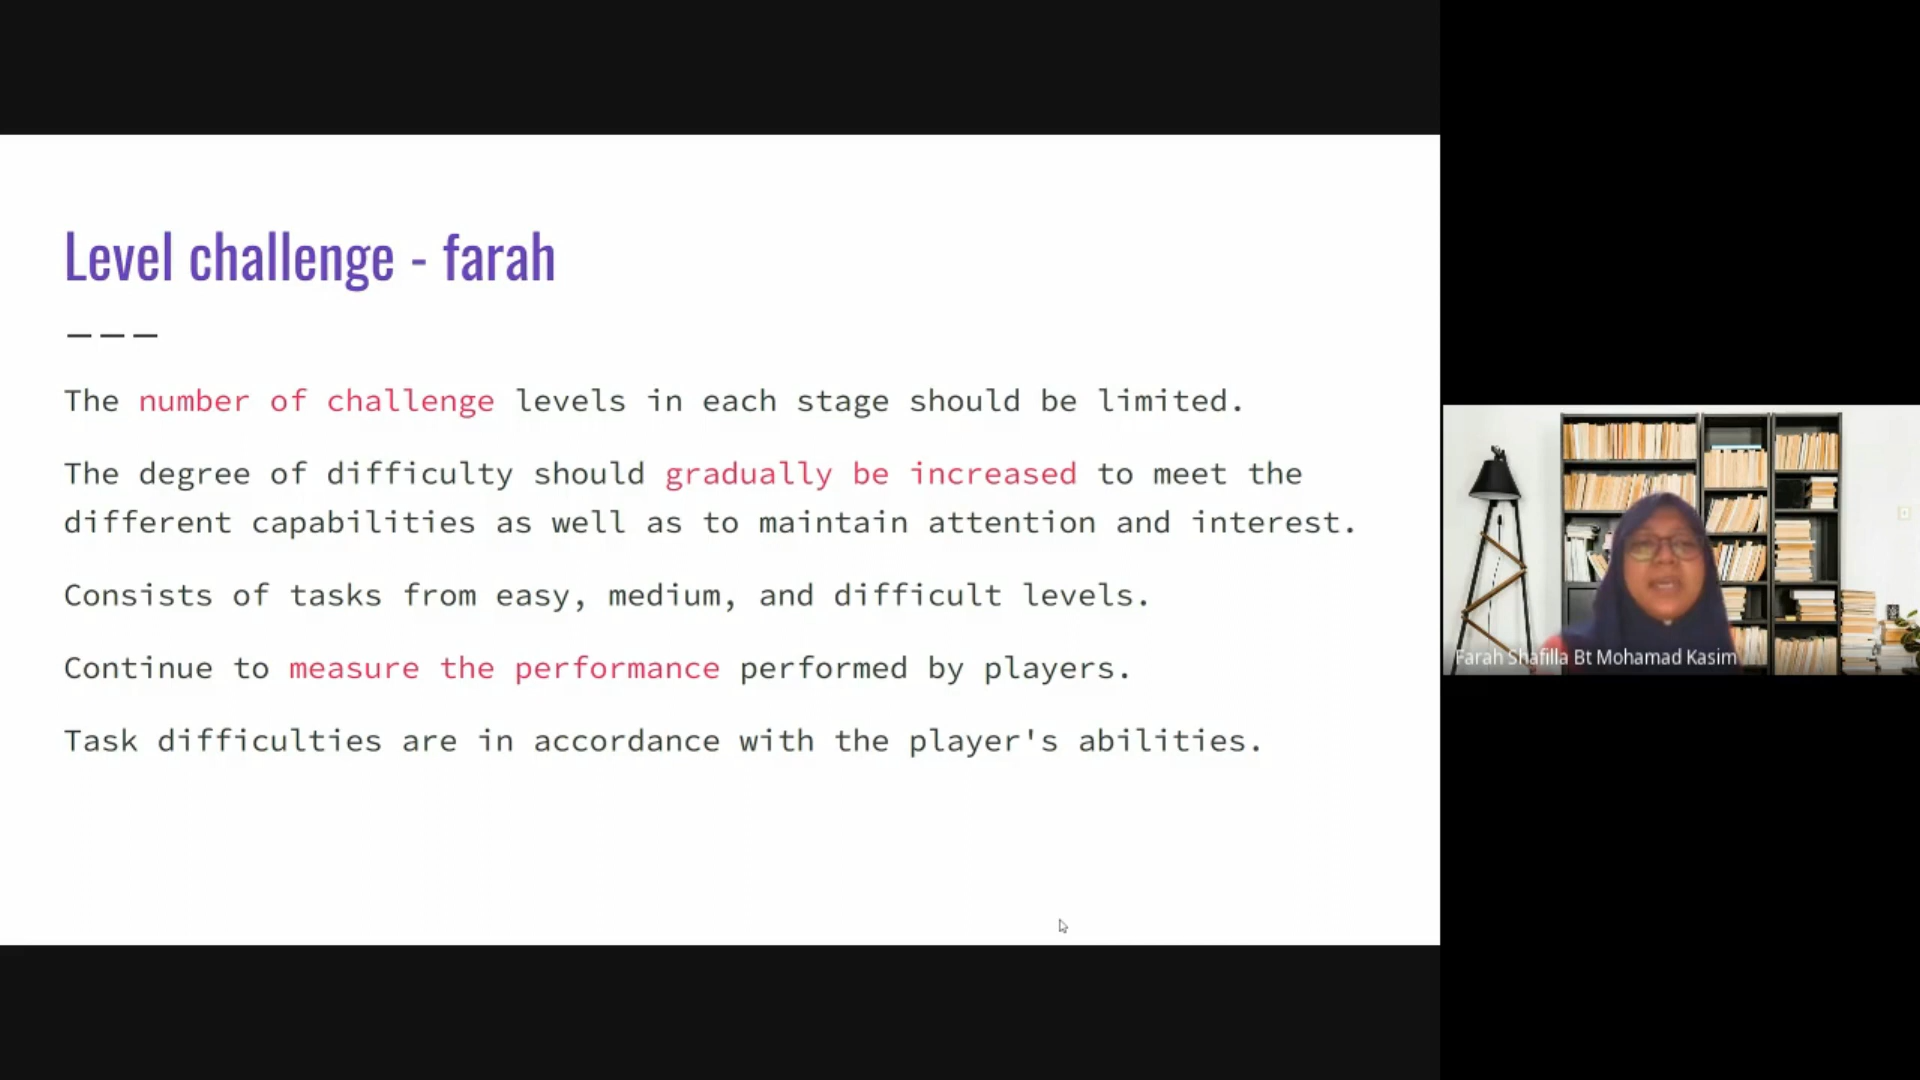 Level challenge - farah
The number of challenge levels in each stage should be limited.
The degree of difficulty should gradually be increased to meet the
different capabilities as well as to maintain attention and interest.
Consists of tasks from easy, medium, and difficult levels.
Continue to measure the performance performed by players.
Task difficulties are in accordance with the player's abilities.
Farah Shafilla Bt Mohamad Kasim